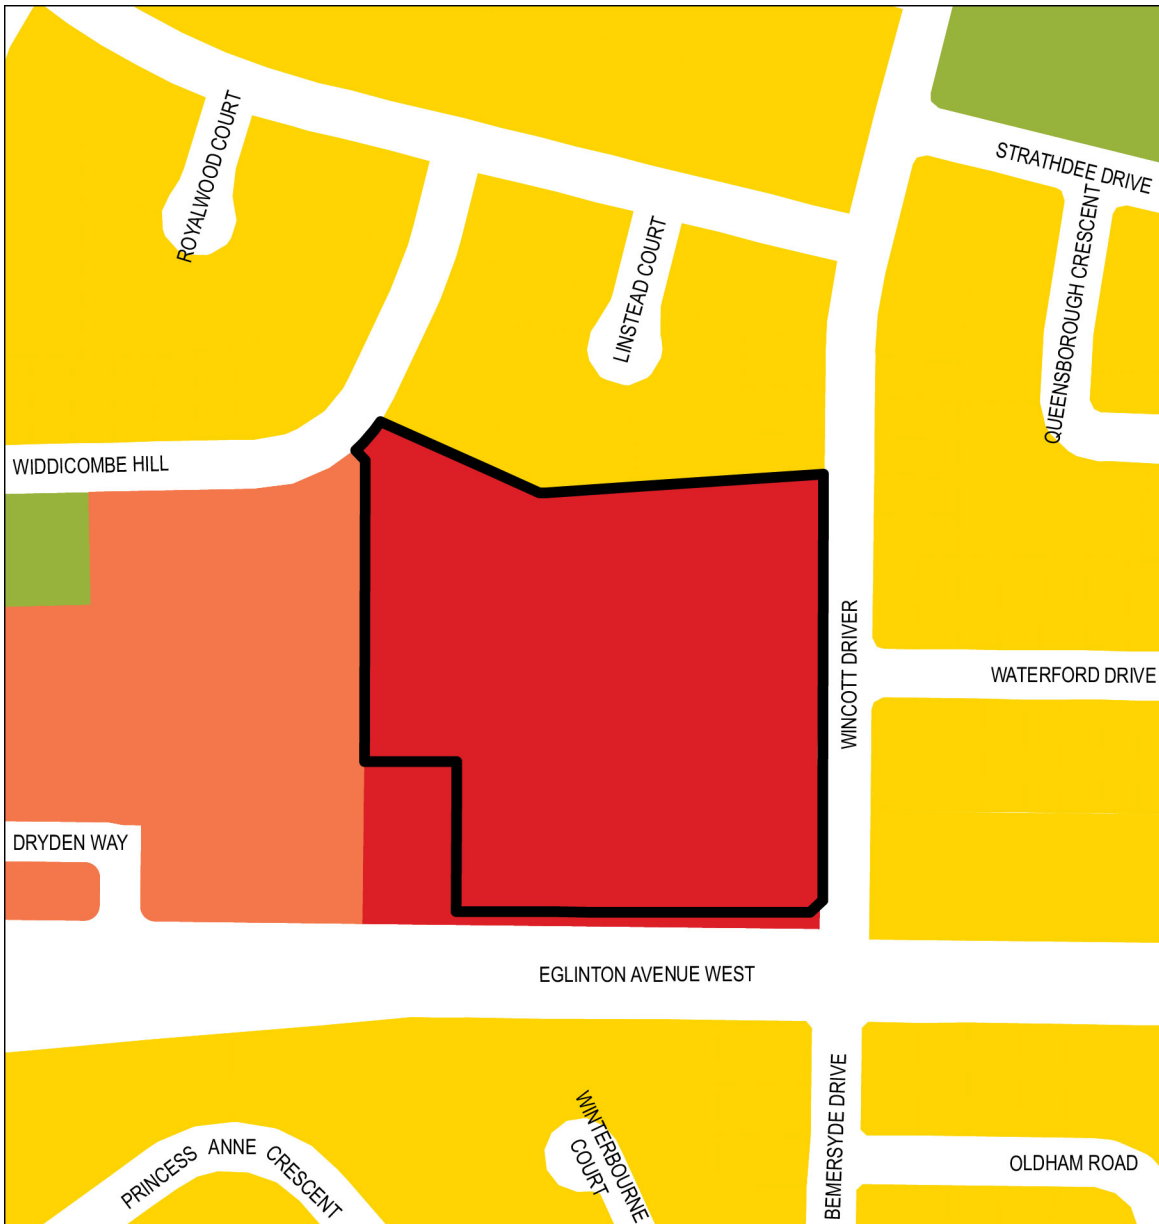 ROYALWOOD COURT
STRATHDEE DRIVE
LINSTEAD COURT
QUEENSBOROUGH CRESCENT
WIDDICOMBE HILL
WINCOTT DRIVER
WATERFORD DRIVE
DRYDEN WAY
EGLINTON AVENUE WEST
PRINCESS ANNE CRESCENT
WINTERBOURNE
COURT
BEMERSYDE DRIVE
OLDHAM ROAD